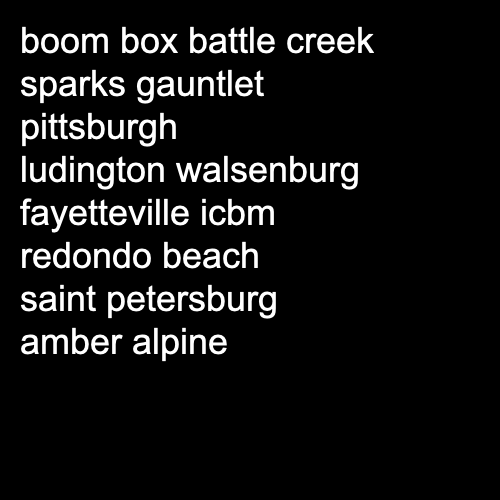 boom box battle creek
sparks gauntlet
pittsburgh
ludington walsenburg
fayetteville icbm
redondo beach
saint petersburg
amber alpine